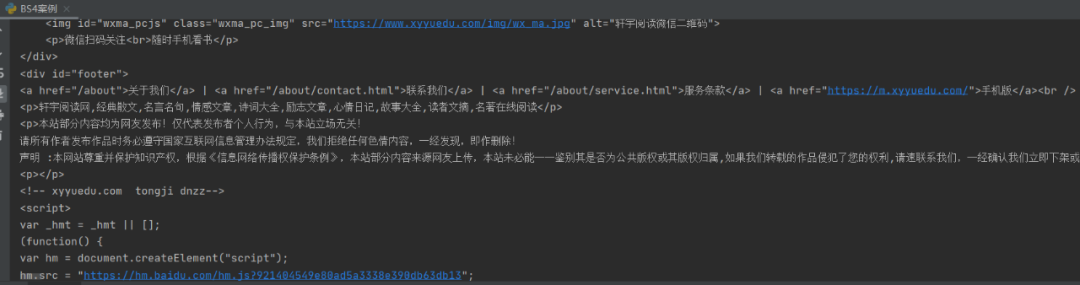 BS4案例
<img id="wxma_pcjs" class="wxma_pc_img" src="https://www.xyyuedu.com/img/wx_ma.jpg" alt="轩宇阅读微信二维码">
<p>微信扫码关注<br>随时手机看书</p>
</div>
<div id="footer">
<a href="/about">关于我们</a> | <a href="/about/contact.html">联系我们</a> | <a href="/about/service.html">服务条款</a> | <a href="https://m.xyyuedu.com/">手机版</a><br />
<p>轩宇阅读网,经典散文,名言名句,情感文章,诗词大全,励志文章,心情日记,故事大全,读者文摘,名著在线阅读</p>
<p>本站部分内容均为网友发布！仅代表发布者个人行为，与本站立场无关！
请所有作者发布作品时务必遵守国家互联网信息管理办法规定，我们拒绝任何色情内容，一经发现，即作删除！
声明 :本网站尊重并保护知识产权，根据《信息网络传播权保护条例》，本站部分内容来源网友上传，本站未必能一一鉴别其是否为公共版权或其版权归属,如果我们转载的作品侵犯了您的权利,请速联系我们，一经确认我们立即下架或
<p></p>
<!-- xyyuedu.com  tongji dnzz-->
<script>
var _hmt = _hmt || [];
(function() {
var hm = document.createElement("script");
hm.src = "https://hm.baidu.com/hm.js?921404549e80ad5a3338e390db63db13";